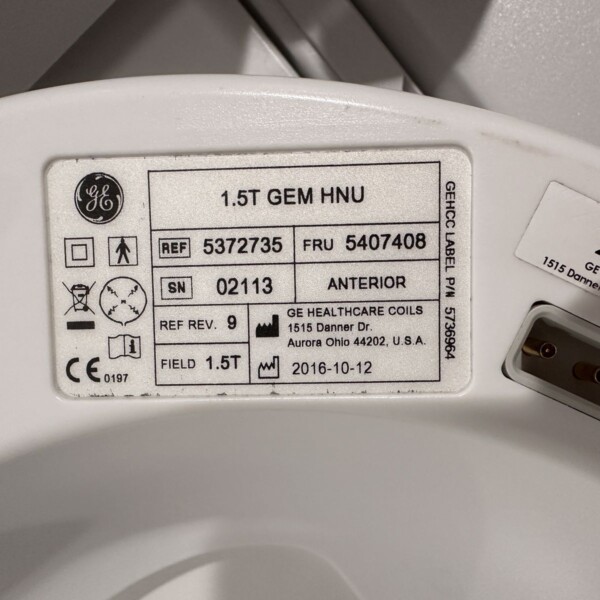 GE
1.5T GEM HNU
REF 5372735
FRU 5407408
SN 02113
ANTERIOR
REF REV. 9
GE HEALTHCARE COILS
1515 Danner Dr.
Aurora Ohio 44202, U.S.A.
FIELD 1.5T
2016-10-12
CE 0197
GEHCC LABEL P/N 5736964
GE
1515 Danner